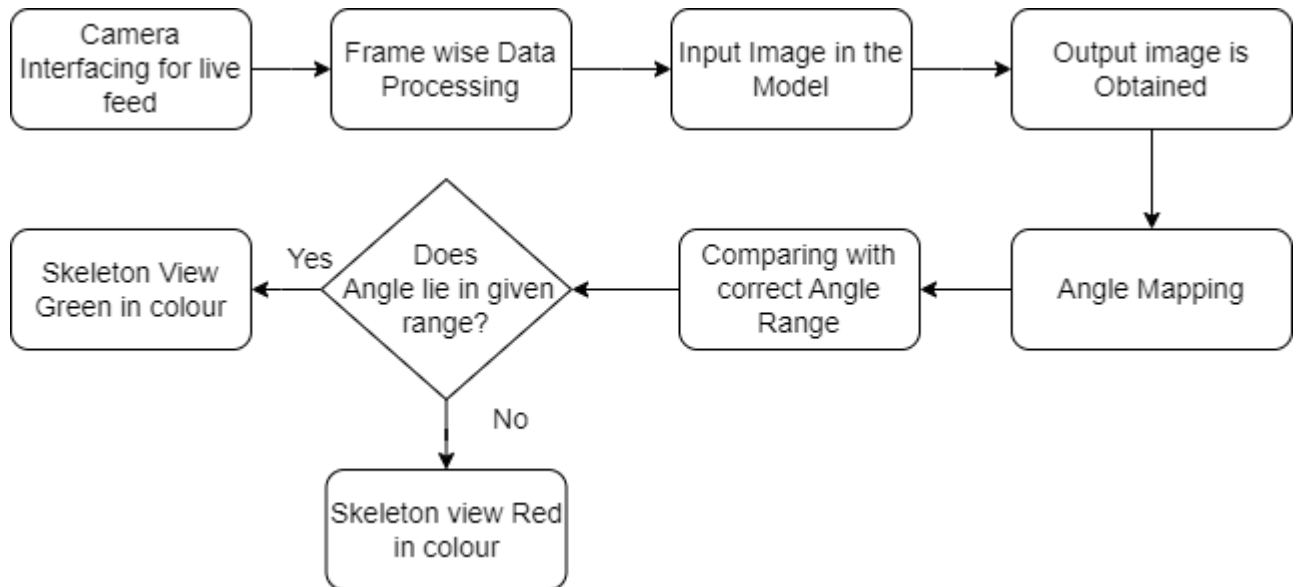 Camera
Interfacing for live
feed
Frame wise Data
Processing
Input Image in the
Model
Output image is
Obtained
Angle Mapping
Comparing with
correct Angle
Range
Does
Angle lie in given
range?
Yes
Skeleton View
Green in colour
No
Skeleton view Red
in colour